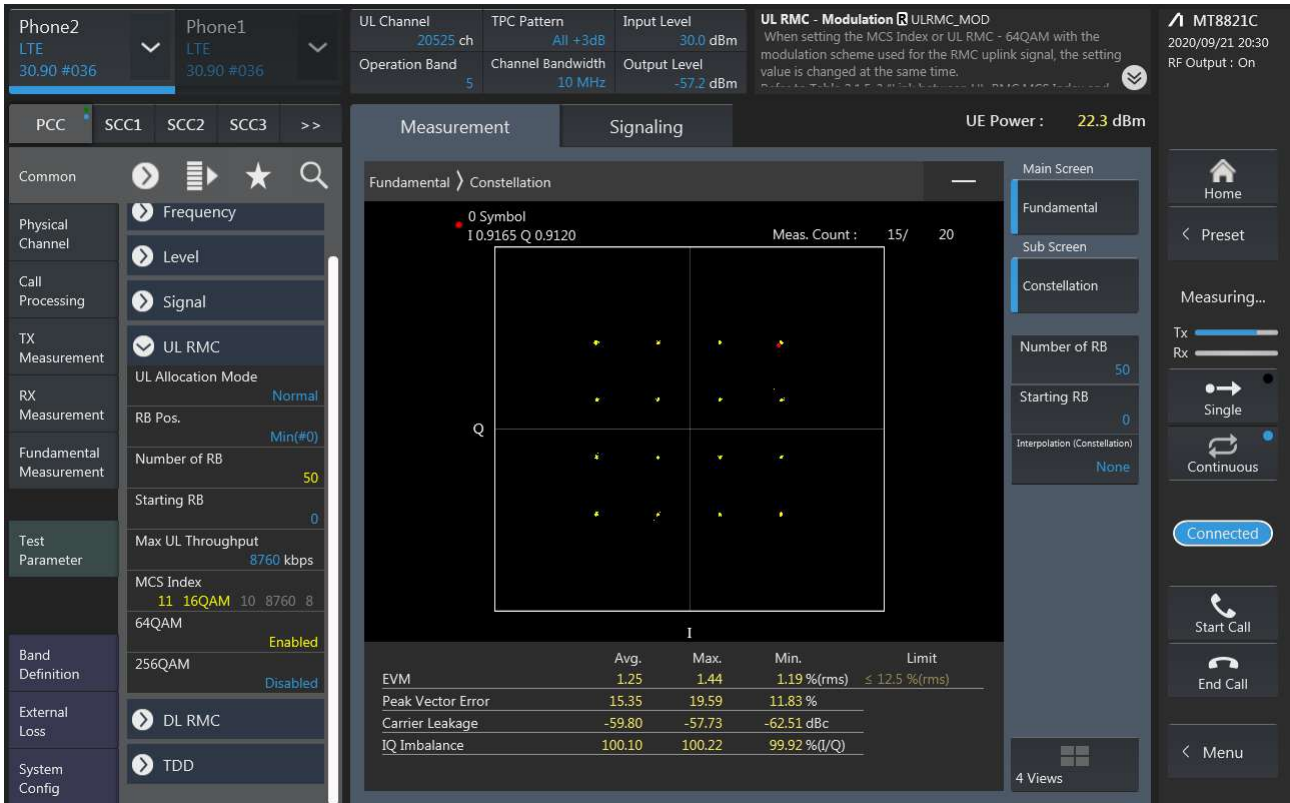 Phone2
LTE
30.90 #036
Phone1
LTE
30.90 #036
UL Channel
20525 ch
TPC Pattern
All +3dB
Input Level
30.0 dBm
Operation Band
5
Channel Bandwidth
10 MHz
Output Level
-57.2 dBm
UL RMC - Modulation R ULRMC_MOD
When setting the MCS Index or UL RMC - 64QAM with the
modulation scheme used for the RMC uplink signal, the setting
value is changed at the same time.
MT8821C
2020/09/21 20:30
RF Output : On
PCC SCC1 SCC2 SCC3 >>
Measurement
Signaling
UE Power : 22.3 dBm
Common
Physical
Channel
Call
Processing
TX
Measurement
RX
Measurement
Fundamental
Measurement
Test
Parameter
Band
Definition
External
Loss
System
Config
Frequency
Level
Signal
UL RMC
UL Allocation Mode
Normal
RB Pos.
Min(#0)
Number of RB
50
Starting RB
0
Max UL Throughput
8760 kbps
MCS Index
11 16QAM 10 8760 8
64QAM
Enabled
256QAM
Disabled
DL RMC
TDD
Fundamental 〉 Constellation
0 Symbol
I 0.9165 Q 0.9120
Meas. Count : 15/ 20
Q
I
Avg. Max. Min. Limit
EVM 1.25 1.44 1.19 %(rms) ≤ 12.5 %(rms)
Peak Vector Error 15.35 19.59 11.83 %
Carrier Leakage -59.80 -57.73 -62.51 dBc
IQ Imbalance 100.10 100.22 99.92 %(I/Q)
Main Screen
Fundamental
Sub Screen
Constellation
Number of RB
50
Starting RB
0
Interpolation (Constellation)
None
4 Views
Home
< Preset
Measuring...
Tx
Rx
Single
Continuous
Connected
Start Call
End Call
< Menu